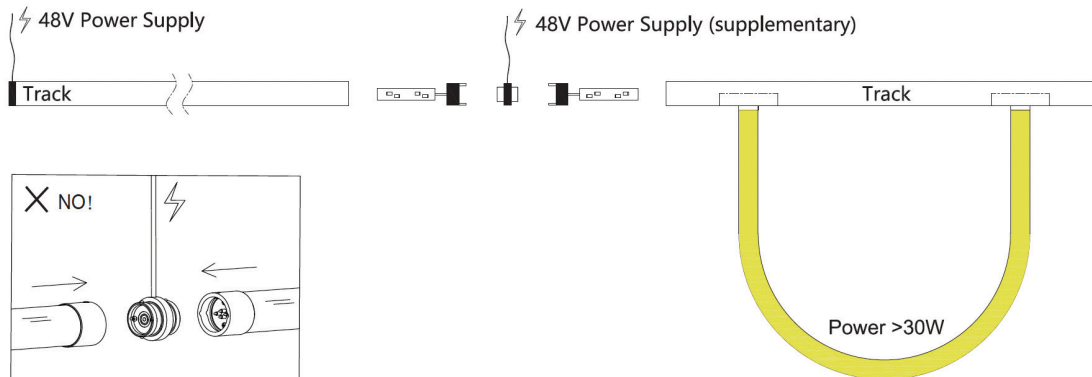 48V Power Supply
48V Power Supply (supplementary)
Track
Track
NO!
Power >30W